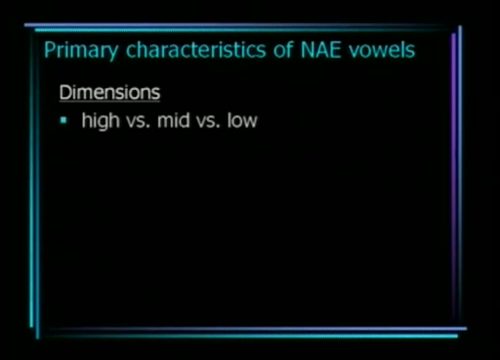 Primary characteristics of NAE vowels
Dimensions
▪ high vs. mid vs. low